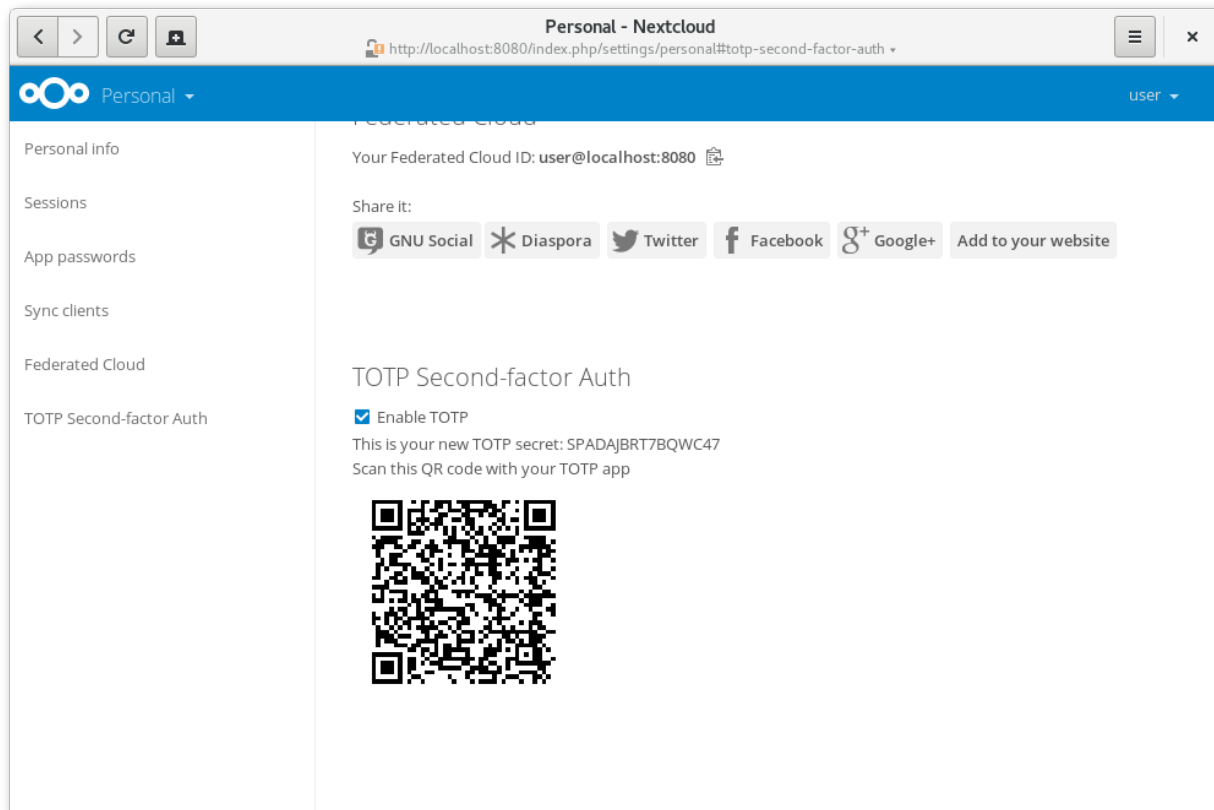 Personal - Nextcloud
http://localhost:8080/index.php/settings/personal#totp-second-factor-auth
Personal
user
Personal info
Sessions
App passwords
Sync clients
Federated Cloud
TOTP Second-factor Auth
Federated Cloud
Your Federated Cloud ID: user@localhost:8080
Share it:
GNU Social Diaspora Twitter Facebook Google+ Add to your website
TOTP Second-factor Auth
Enable TOTP
This is your new TOTP secret: SPADAJBRT7BQWC47
Scan this QR code with your TOTP app